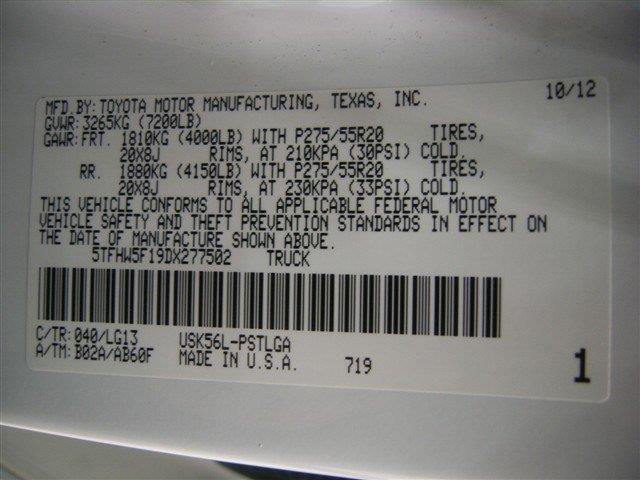 MFD.BY:TOYOTA MOTOR MANUFACTURING, TEXAS, INC. 10/12
GVWR:3265KG (7200LB)
GAWR:FRT. 1810KG (4000LB) WITH P275/55R20 TIRES,
20X8J RIMS, AT 210KPA (30PSI) COLD.
RR. 1880KG (4150LB) WITH P275/55R20 TIRES,
20X8J RIMS, AT 230KPA (33PSI) COLD.
THIS VEHICLE CONFORMS TO ALL APPLICABLE FEDERAL MOTOR
VEHICLE SAFETY AND THEFT PREVENTION STANDARDS IN EFFECT ON
THE DATE OF MANUFACTURE SHOWN ABOVE.
5TFHW5F19DX277502 TRUCK
C/TR:040/LG13 USK56L-PSTLGA
A/TM:B02A/AB60F MADE IN U.S.A. 719 1